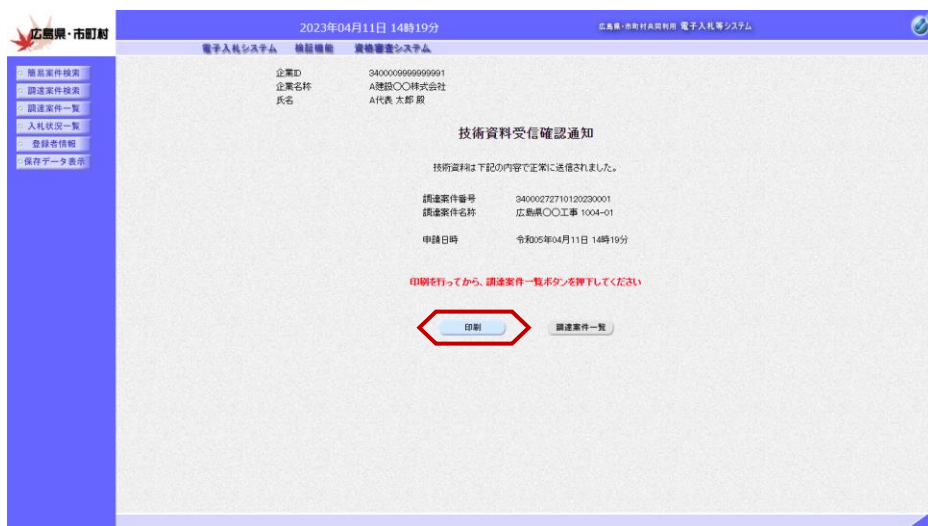 広島県・市町村
2023年04月11日 14時19分
広島県・市町村共同利用 電子入札等システム
電子入札システム 検証機能 資格審査システム
簡易案件検索
調達案件検索
調達案件一覧
入札状況一覧
登録者情報
保存データ表示
企業ID 3400009999999991
企業名称 A建設〇〇株式会社
氏名 A代表 太郎 殿
技術資料受信確認通知
技術資料は下記の内容で正常に送信されました。
調達案件番号 34000272710120230001
調達案件名称 広島県〇〇工事 1004-01
申請日時 令和05年04月11日 14時19分
印刷を行ってから、調達案件一覧ボタンを押下してください
印刷 調達案件一覧